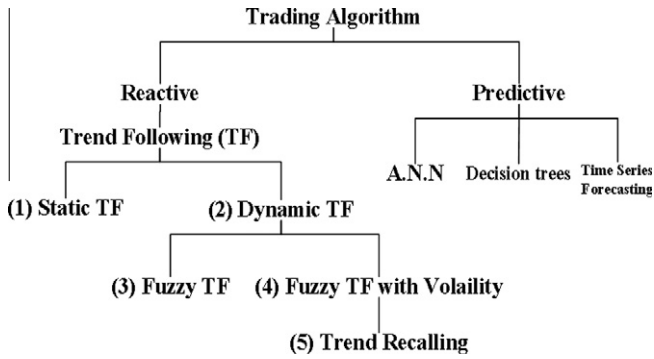 Trading Algorithm
Reactive
Predictive
Trend Following (TF)
A.N.N
Decision trees
Time Series
Forecasting
(1) Static TF
(2) Dynamic TF
(3) Fuzzy TF
(4) Fuzzy TF with Volaility
(5) Trend Recalling